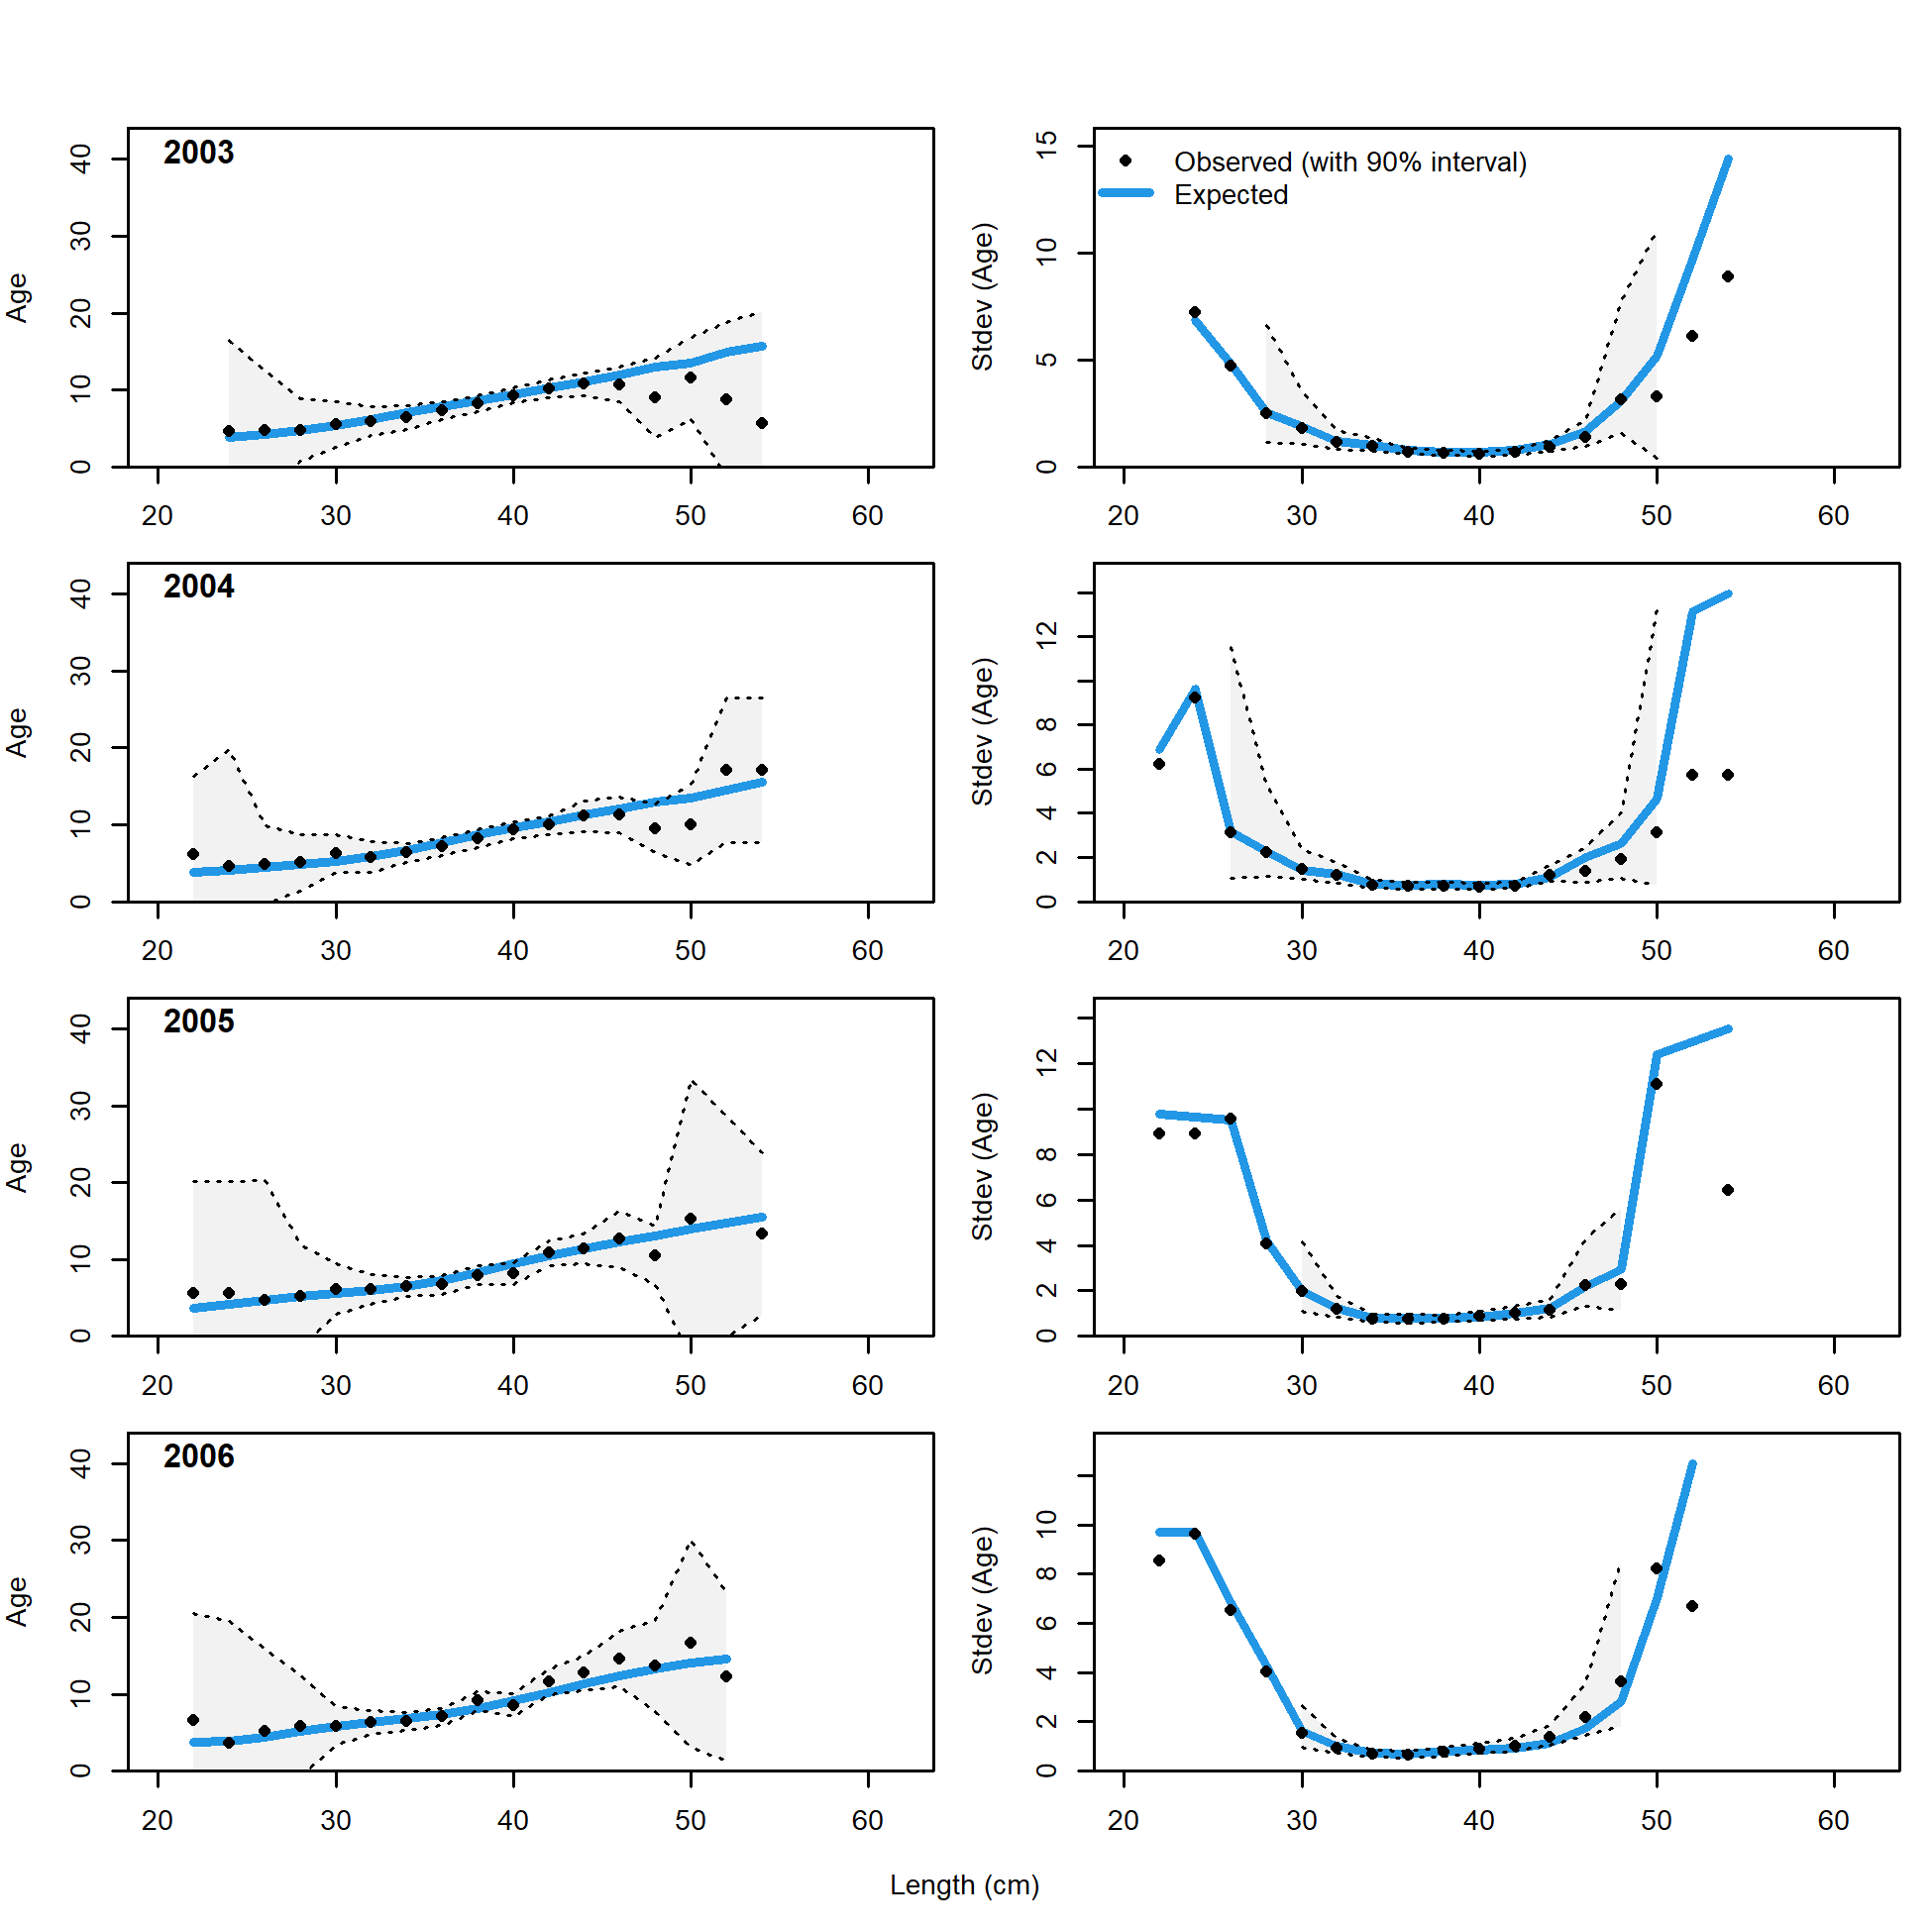 2003
Age
0 10 20 30 40
20 30 40 50 60
Observed (with 90% interval)
Expected
Stdev (Age)
0 5 10 15
20 30 40 50 60
2004
Age
0 10 20 30 40
20 30 40 50 60
Stdev (Age)
0 2 4 6 8 12
20 30 40 50 60
2005
Age
0 10 20 30 40
20 30 40 50 60
Stdev (Age)
0 2 4 6 8 12
20 30 40 50 60
2006
Age
0 10 20 30 40
20 30 40 50 60
Stdev (Age)
0 2 4 6 8 10
20 30 40 50 60
Length (cm)